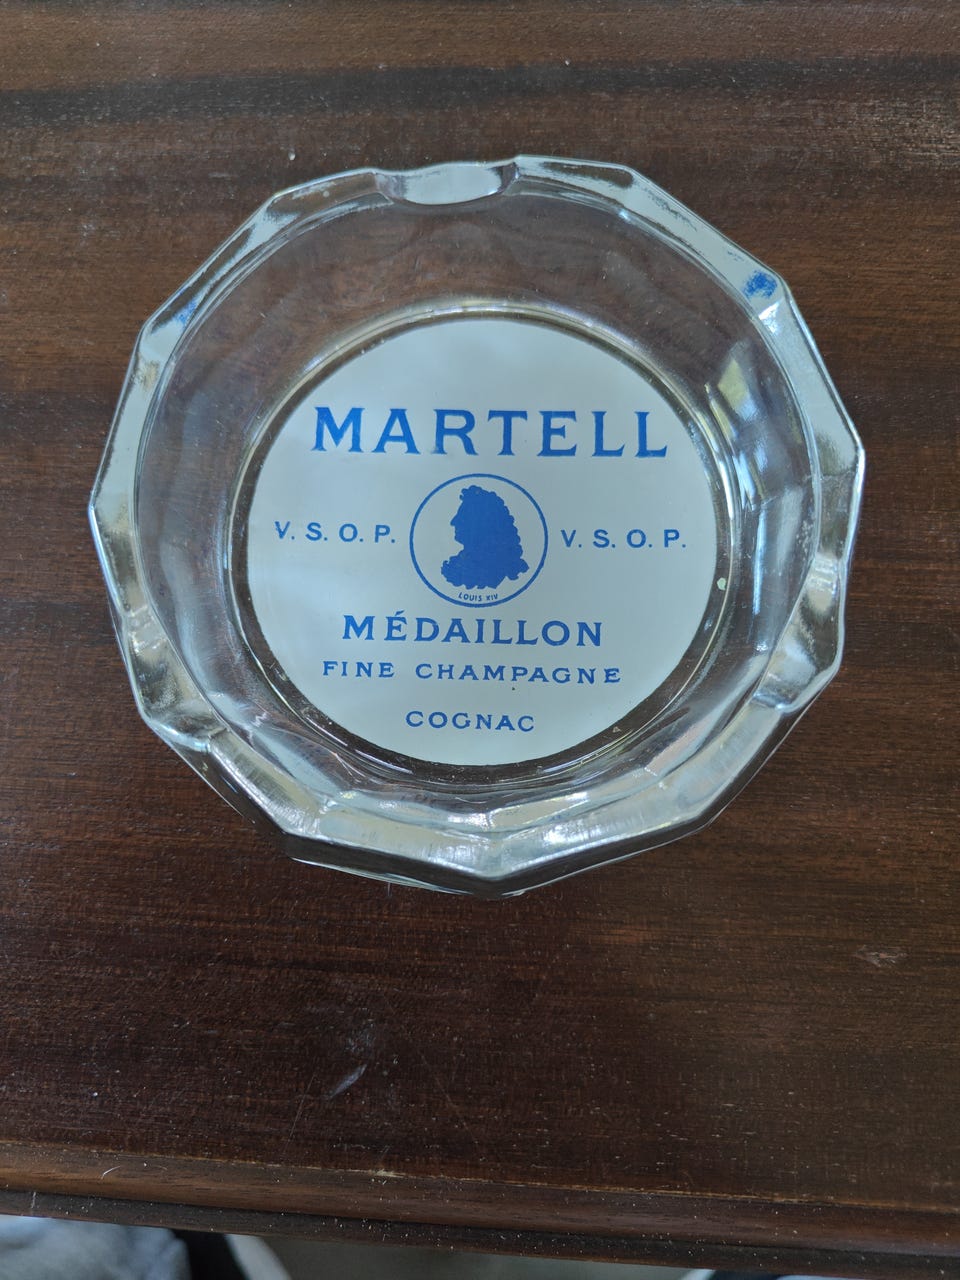 MARTELL
V. S. O. P. V. S. O. P.
LOUIS XIV
MÉDAILLON
FINE CHAMPAGNE
COGNAC